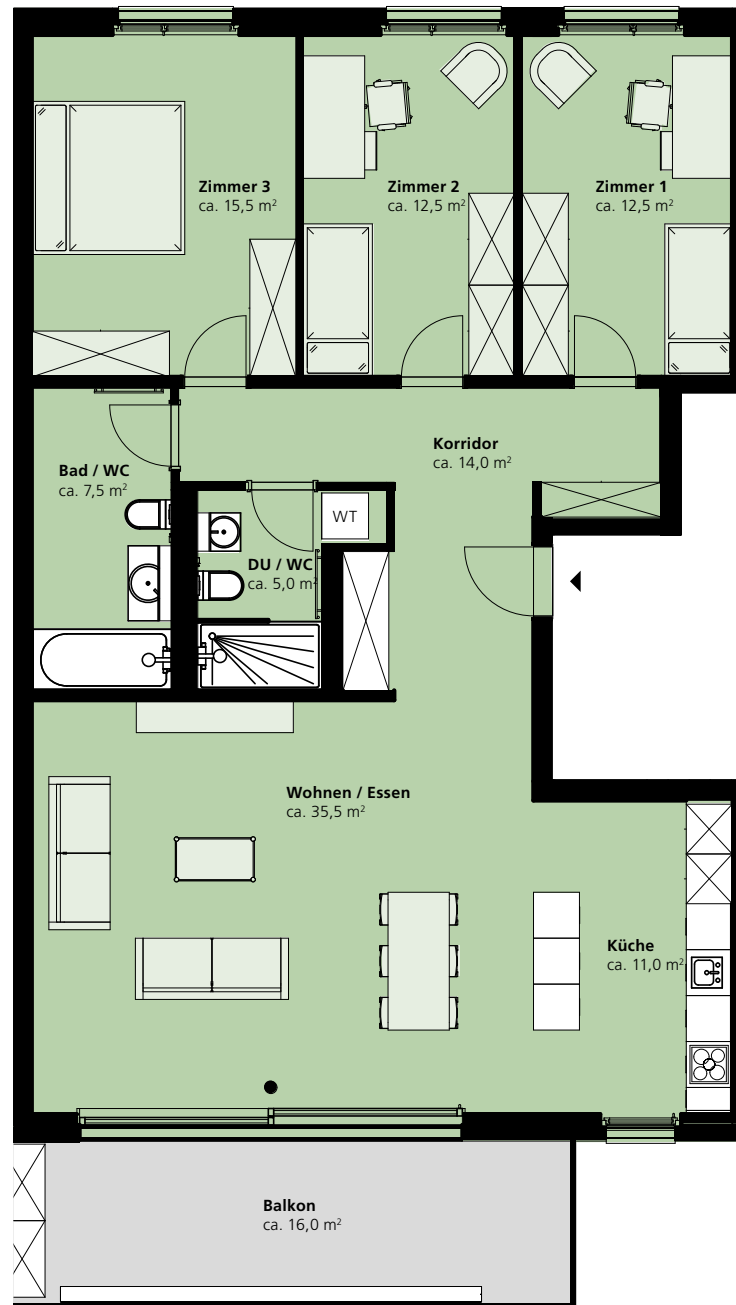 Zimmer 3
ca. 15,5 m²
Zimmer 2
ca. 12,5 m²
Zimmer 1
ca. 12,5 m²
Korridor
ca. 14,0 m²
Bad / WC
ca. 7,5 m²
WT
DU / WC
ca. 5,0 m²
Wohnen / Essen
ca. 35,5 m²
Küche
ca. 11,0 m²
Balkon
ca. 16,0 m²